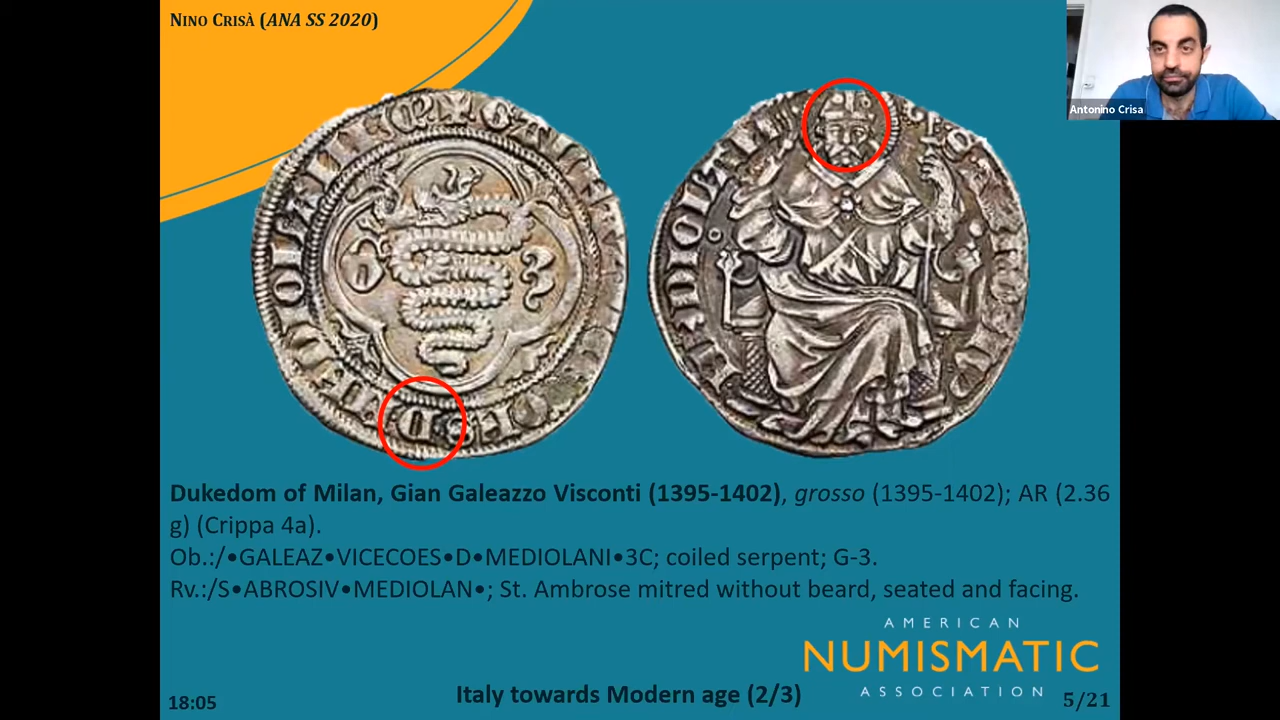 NINO CRISÀ (ANA SS 2020)
Antonino Crisa
Dukedom of Milan, Gian Galeazzo Visconti (1395-1402), grosso (1395-1402); AR (2.36
g) (Crippa 4a).
Ob.:/•GALEAZ•VICECOES•D•MEDIOLANI•3C; coiled serpent; G-3.
Rv.:/S•ABROSIV•MEDIOLAN•; St. Ambrose mitred without beard, seated and facing.
AMERICAN
NUMISMATIC
ASSOCIATION
18:05
Italy towards Modern age (2/3)
5/21